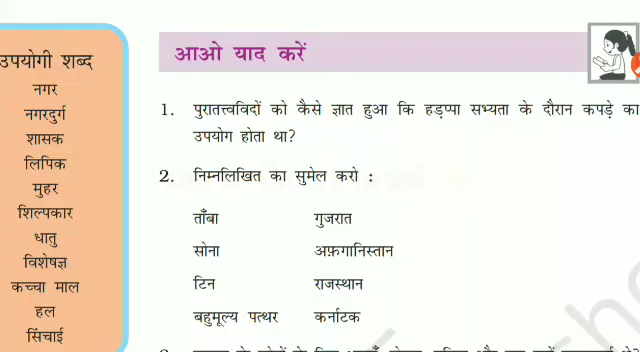 उपयोगी शब्द
नगर
नगरदुर्ग
शासक
लिपिक
मुहर
शिल्पकार
धातु
विशेषज्ञ
कच्चा माल
हल
सिंचाई
आओ याद करें
1. पुरातत्त्वविदों को कैसे ज्ञात हुआ कि हड़प्पा सभ्यता के दौरान कपड़े का
उपयोग होता था?
2. निम्नलिखित का सुमेल करो :
ताँबा गुजरात
सोना अफ़गानिस्तान
टिन राजस्थान
बहुमूल्य पत्थर कर्नाटक